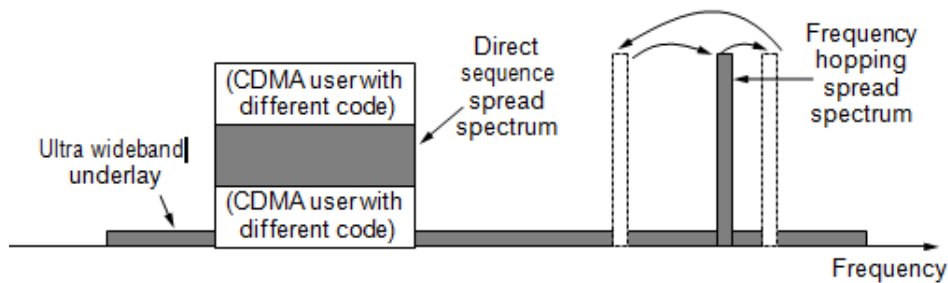 Direct
sequence
spread
spectrum
Frequency
hopping
spread
spectrum
(CDMA user with
different code)
Ultra wideband
underlay
(CDMA user with
different code)
Frequency